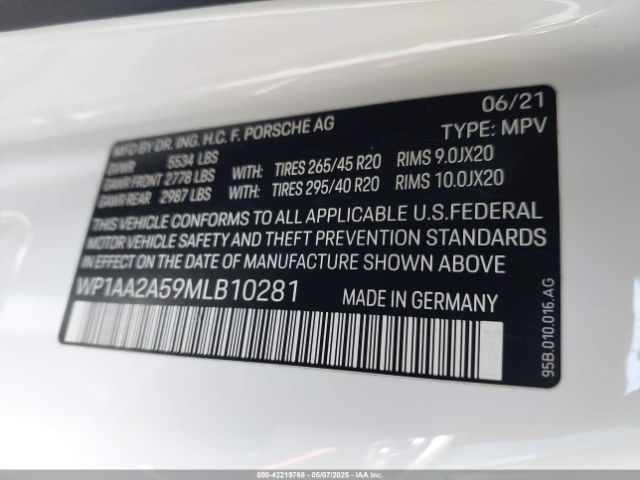 06/21
MFD BY DR. ING. H.C. F. PORSCHE AG TYPE: MPV
GVWR 5534 LBS
GAWR FRONT 2778 LBS WITH: TIRES 265/45 R20 RIMS 9.0JX20
GAWR REAR 2987 LBS WITH: TIRES 295/40 R20 RIMS 10.0JX20
THIS VEHICLE CONFORMS TO ALL APPLICABLE U.S.FEDERAL
MOTOR VEHICLE SAFETY AND THEFT PREVENTION STANDARDS
IN EFFECT ON THE DATE OF MANUFACTURE SHOWN ABOVE.
WP1AA2A59MLB10281 MADE IN GERMANY
95B.010.016.AG
000 - 42219768 - 05/07/2025 - IAA Inc.